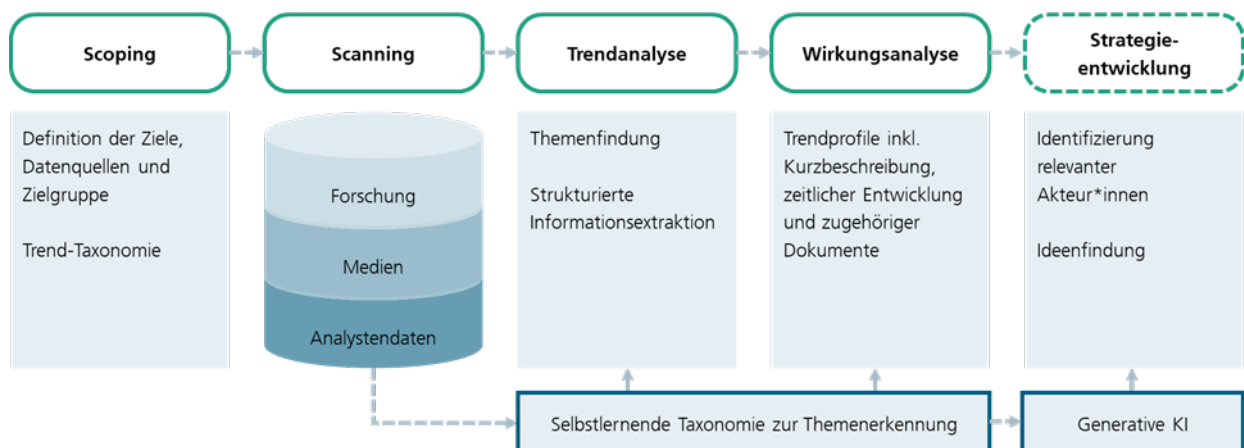 Scoping
Scanning
Trendanalyse
Wirkungsanalyse
Strategie-
entwicklung
Definition der Ziele,
Datenquellen und
Zielgruppe
Trend-Taxonomie
Forschung
Medien
Analystendaten
Themenfindung
Strukturierte
Informationsextraktion
Trendprofile inkl.
Kurzbeschreibung,
zeitlicher Entwicklung
und zugehöriger
Dokumente
Identifizierung
relevanter
Akteur*innen
Ideenfindung
Selbstlernende Taxonomie zur Themenerkennung
Generative KI